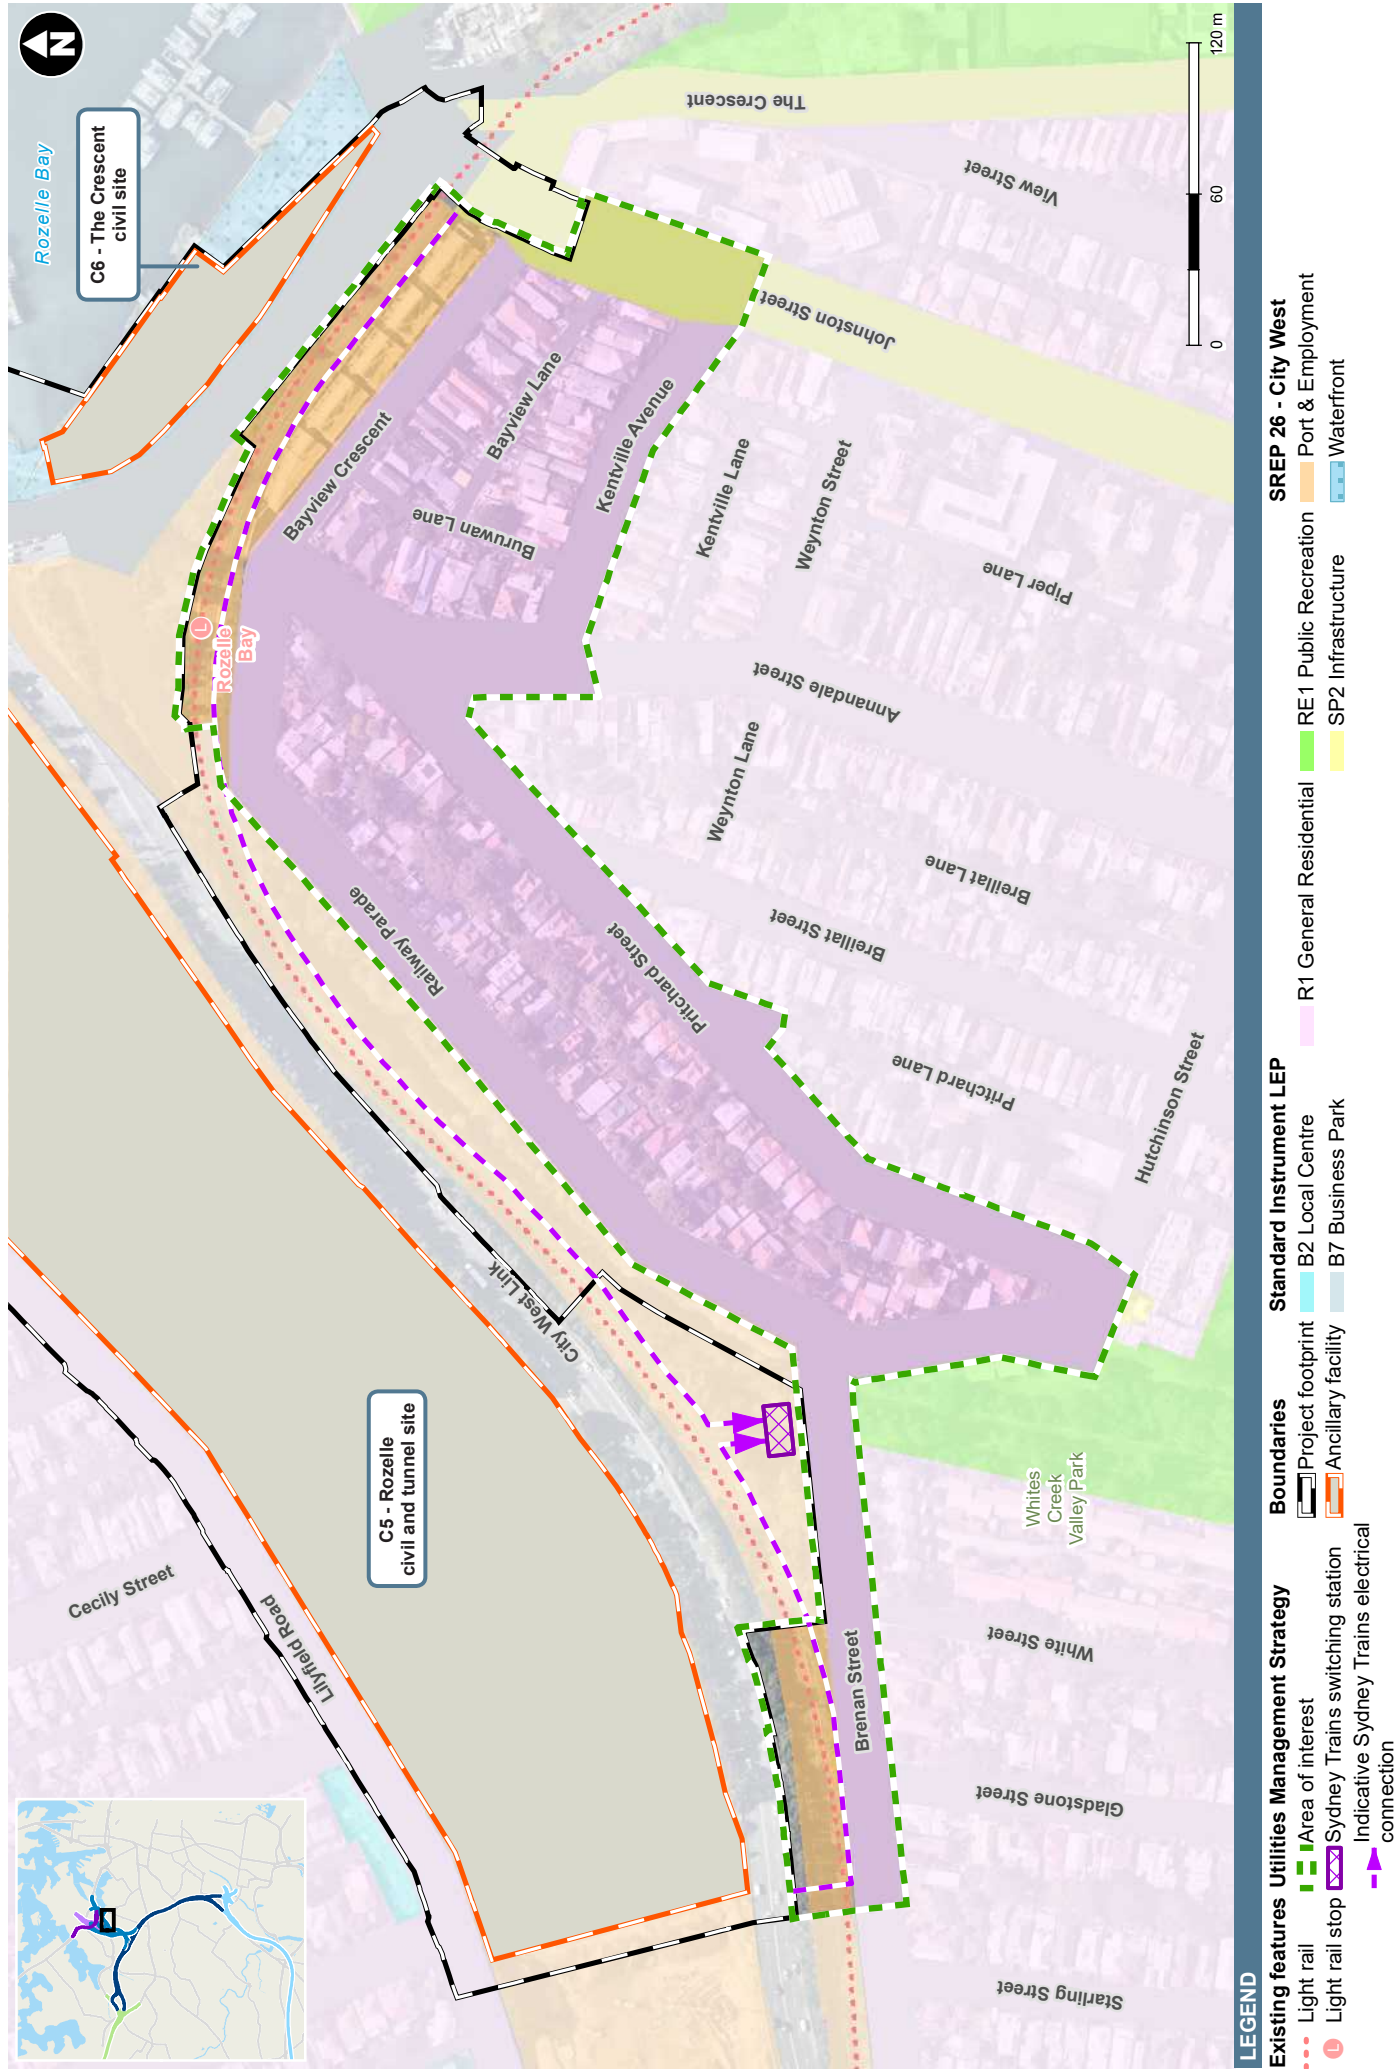 N
Rozelle Bay
C6 - The Crescent
civil site
The Crescent
View Street
Johnston Street
Bayview Lane
Bayview Crescent
Kentville Avenue
Buruwan Lane
Kentville Lane
Weynton Street
Piper Lane
L
Rozelle
Bay
Annandale Street
Weynton Lane
Railway Parade
Pritchard Street
Breillat Street
Breillat Lane
Pritchard Lane
Hutchinson Street
City West Link
C5 - Rozelle
civil and tunnel site
Cecily Street
Lilyfield Road
Whites
Creek
Valley Park
Brenan Street
White Street
Gladstone Street
Starling Street
0
60
120 m
LEGEND
Existing features
Light rail
L
Light rail stop
Utilities Management Strategy
Area of interest
Sydney Trains switching station
Indicative Sydney Trains electrical
connection
Boundaries
Project footprint
Ancillary facility
Standard Instrument LEP
B2 Local Centre
B7 Business Park
R1 General Residential
RE1 Public Recreation
SP2 Infrastructure
SREP 26 - City West
Port & Employment
Waterfront